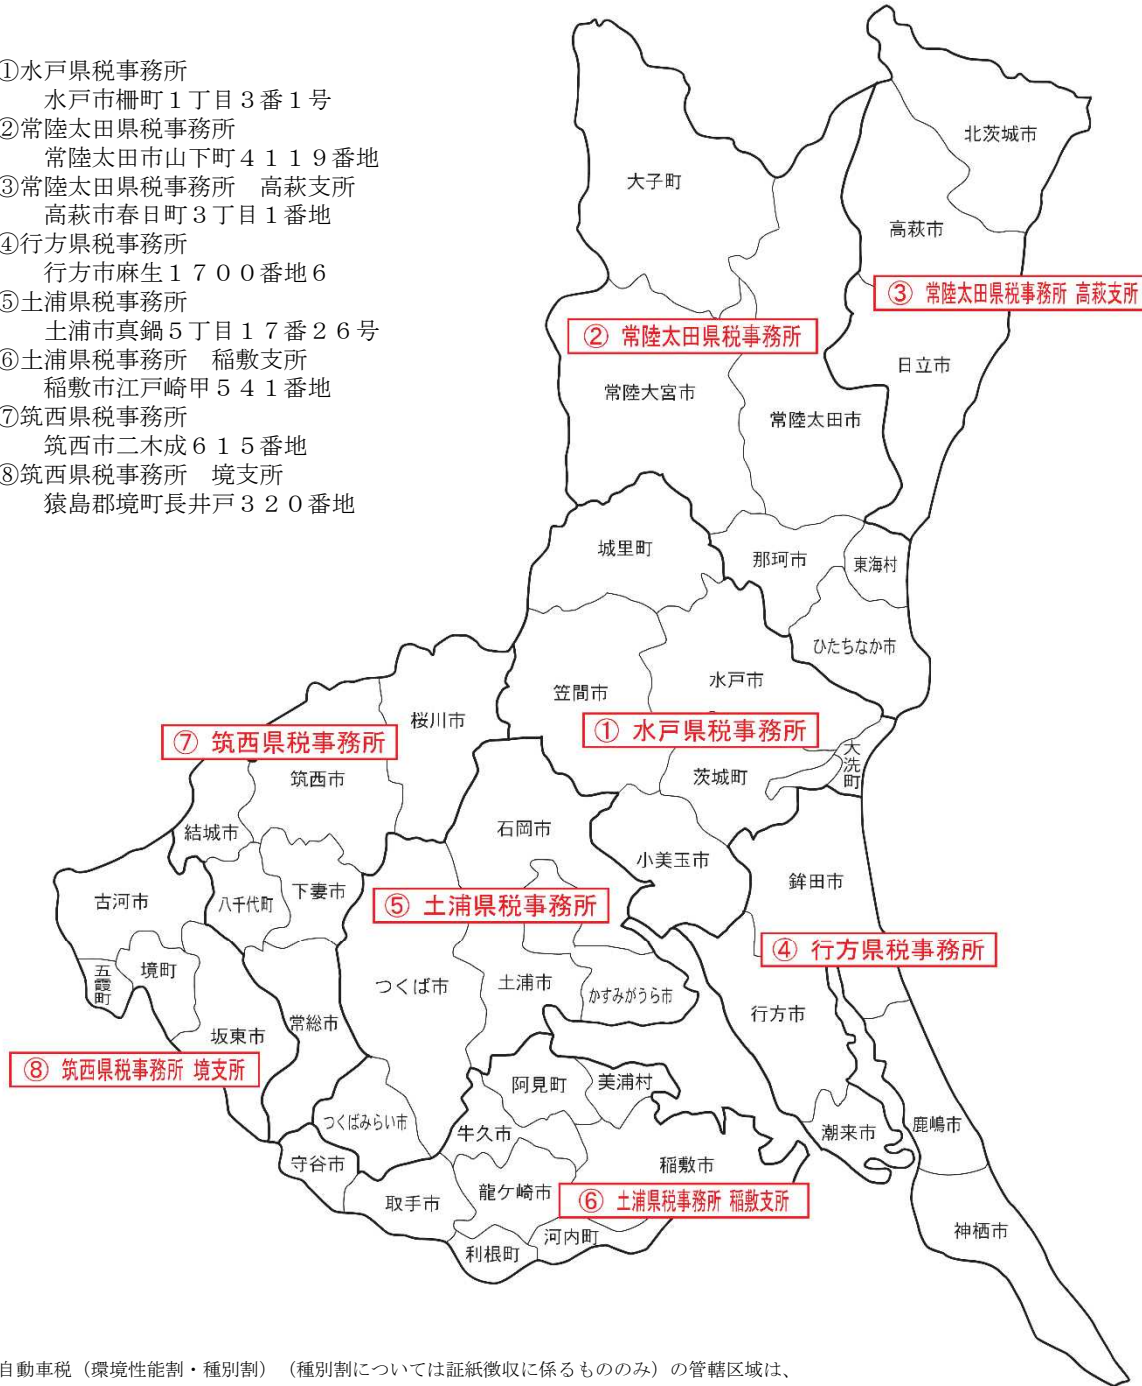 ①水戸県税事務所
水戸市柵町１丁目３番１号
②常陸太田県税事務所
常陸太田市山下町４１１９番地
③常陸太田県税事務所　高萩支所
高萩市春日町３丁目１番地
④行方県税事務所
行方市麻生１７００番地６
⑤土浦県税事務所
土浦市真鍋５丁目１７番２６号
⑥土浦県税事務所　稲敷支所
稲敷市江戸崎甲５４１番地
⑦筑西県税事務所
筑西市二木成６１５番地
⑧筑西県税事務所　境支所
猿島郡境町長井戸３２０番地
北茨城市
大子町
高萩市
③ 常陸太田県税事務所 高萩支所
② 常陸太田県税事務所
日立市
常陸大宮市
常陸太田市
城里町
那珂市
東海村
ひたちなか市
水戸市
笠間市
桜川市
① 水戸県税事務所
⑦ 筑西県税事務所
大洗町
茨城町
筑西市
石岡市
結城市
小美玉市
鉾田市
下妻市
八千代町
古河市
⑤ 土浦県税事務所
④ 行方県税事務所
境町
五霞町
つくば市
土浦市
かすみがうら市
行方市
常総市
坂東市
⑧ 筑西県税事務所 境支所
阿見町
美浦村
つくばみらい市
牛久市
潮来市
鹿嶋市
守谷市
稲敷市
龍ケ崎市
取手市
⑥ 土浦県税事務所 稲敷支所
河内町
利根町
神栖市
自動車税（環境性能割・種別割）（種別割については証紙徴収に係るもののみ）の管轄区域は、